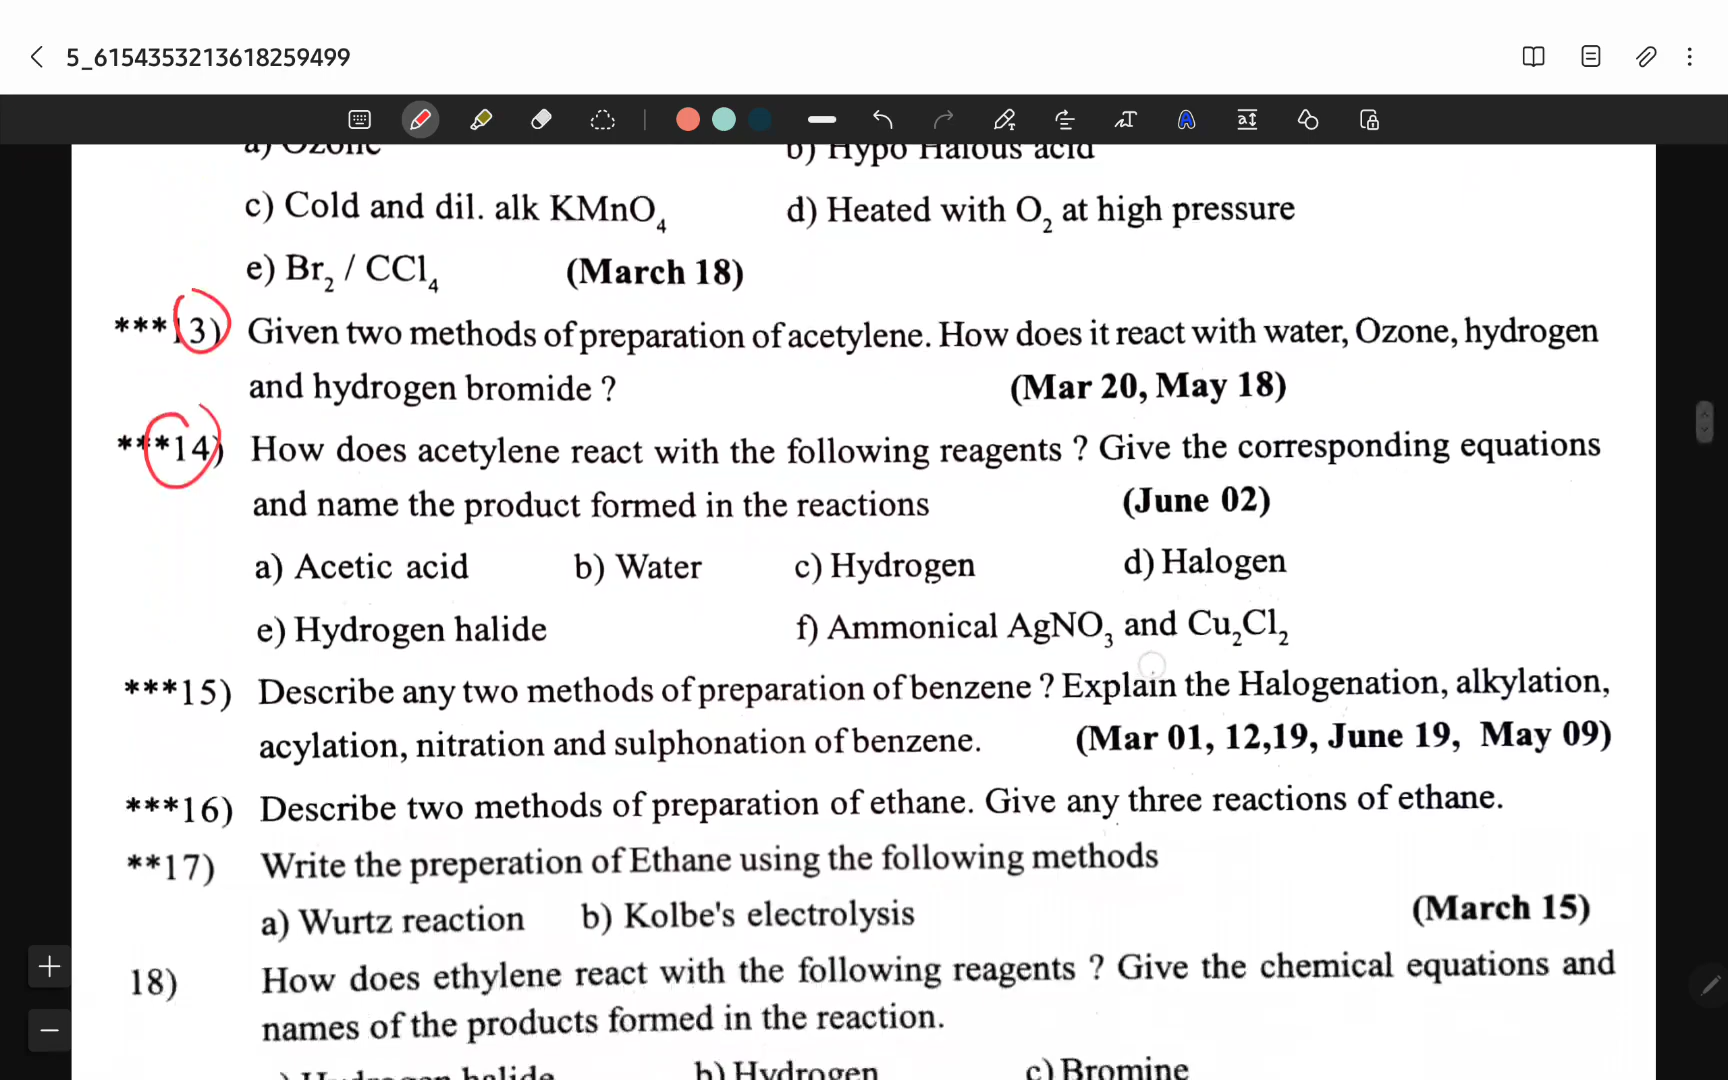 5_6154353213618259499
a) Ozone b) Hypo Halous acid
c) Cold and dil. alk KMnO₄ d) Heated with O₂ at high pressure
e) Br₂ / CCl₄ (March 18)
***13) Given two methods of preparation of acetylene. How does it react with water, Ozone, hydrogen
and hydrogen bromide ? (Mar 20, May 18)
***14) How does acetylene react with the following reagents ? Give the corresponding equations
and name the product formed in the reactions (June 02)
a) Acetic acid b) Water c) Hydrogen d) Halogen
e) Hydrogen halide f) Ammonical AgNO₃ and Cu₂Cl₂
***15) Describe any two methods of preparation of benzene ? Explain the Halogenation, alkylation,
acylation, nitration and sulphonation of benzene. (Mar 01, 12,19, June 19, May 09)
***16) Describe two methods of preparation of ethane. Give any three reactions of ethane.
**17) Write the preperation of Ethane using the following methods
a) Wurtz reaction b) Kolbe's electrolysis (March 15)
18) How does ethylene react with the following reagents ? Give the chemical equations and
names of the products formed in the reaction.
a) Hydrogen halide b) Hydrogen c) Bromine